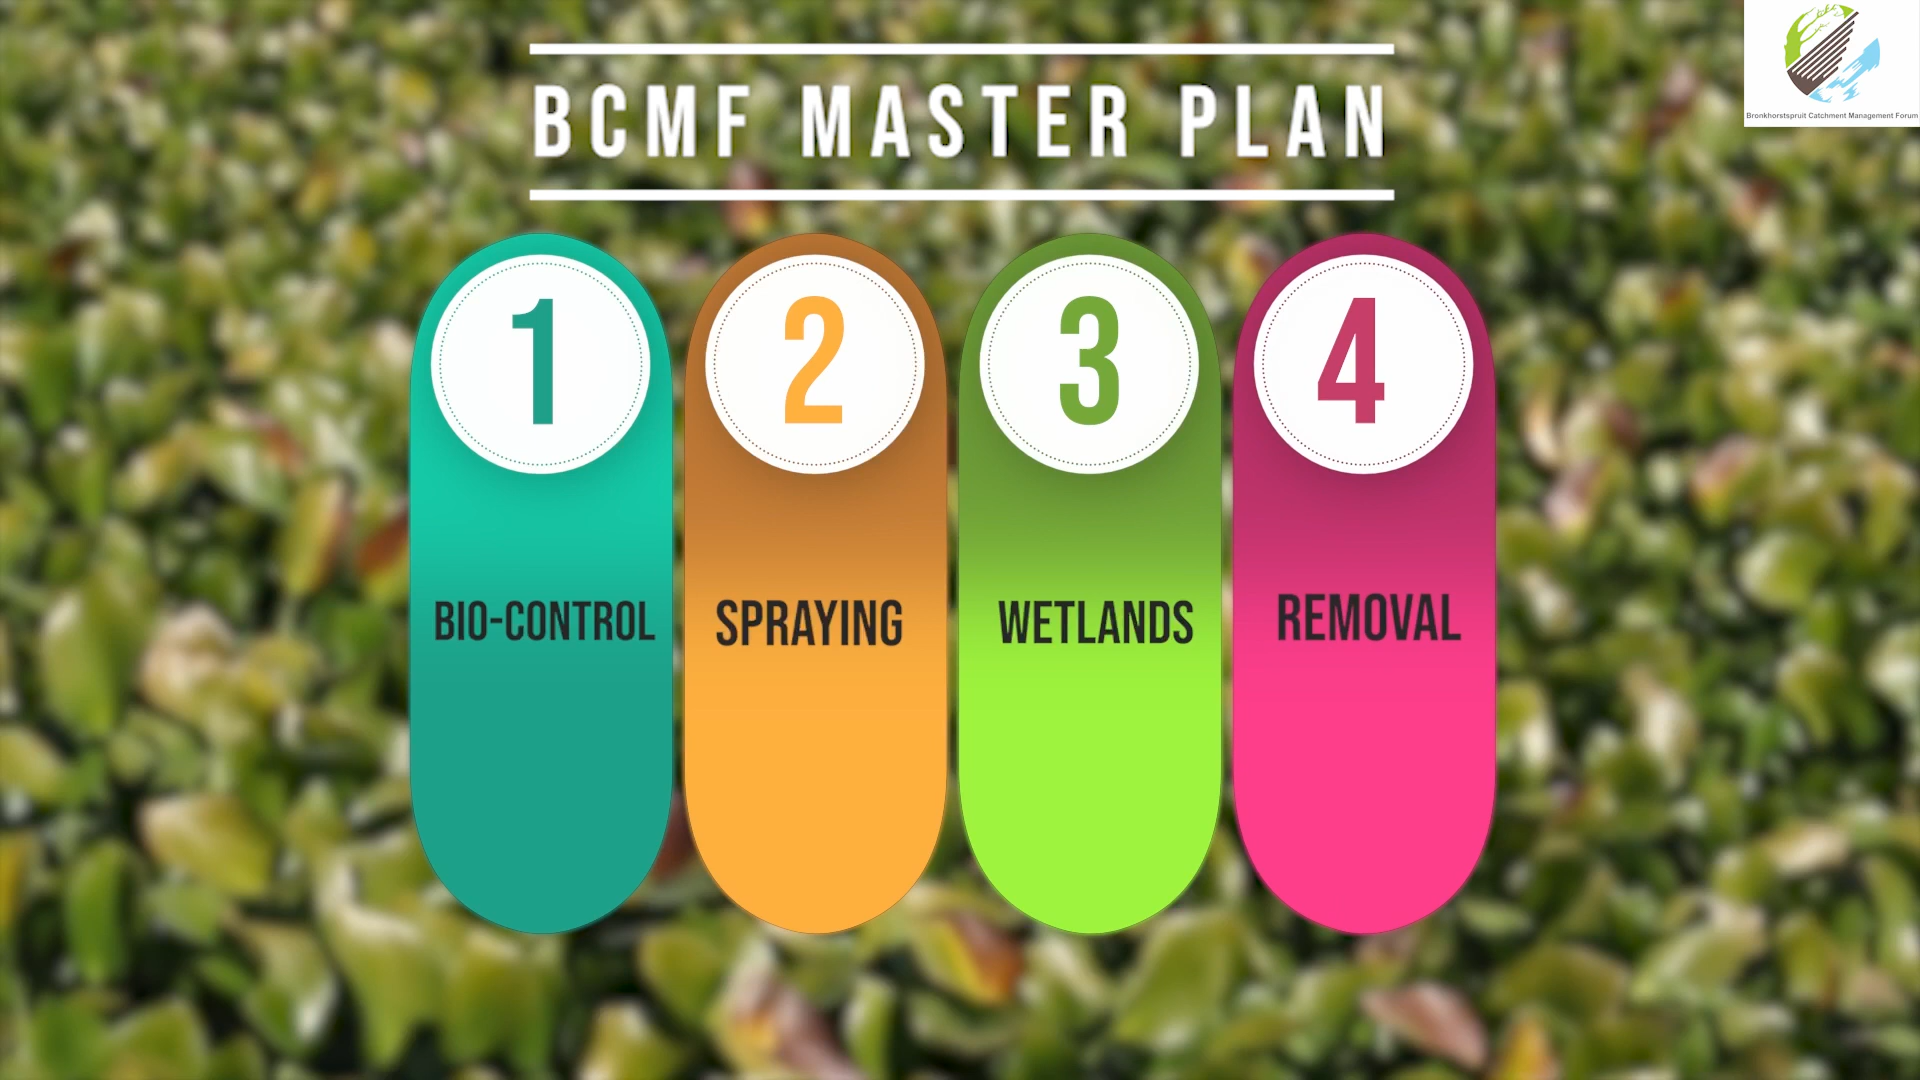 Bronkhorstspruit Catchment Management Forum
BCMF MASTER PLAN
1
2
3
4
BIO-CONTROL
SPRAYING
WETLANDS
REMOVAL